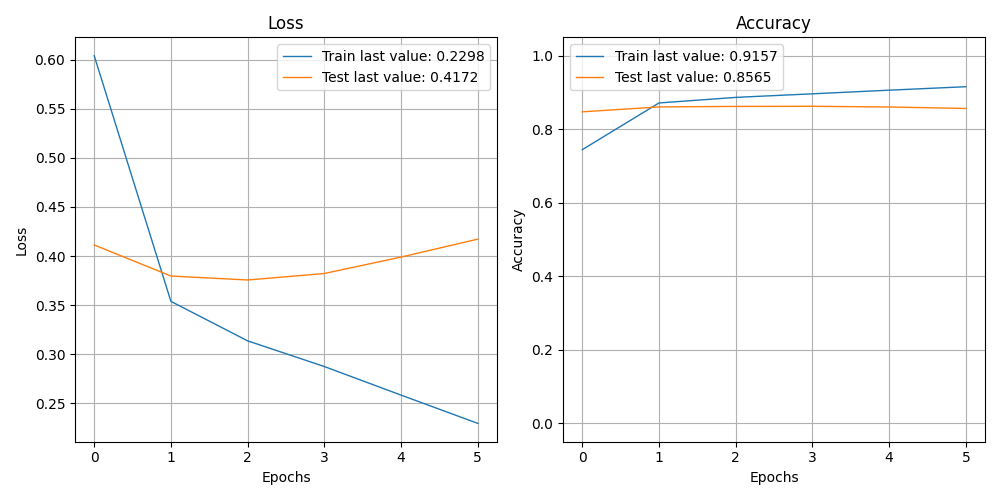 Loss
Train last value: 0.2298
Test last value: 0.4172
0.60
0.55
0.50
0.45
0.40
0.35
0.30
0.25
Loss
0 1 2 3 4 5
Epochs
Accuracy
Train last value: 0.9157
Test last value: 0.8565
1.0
0.8
0.6
0.4
0.2
0.0
Accuracy
0 1 2 3 4 5
Epochs